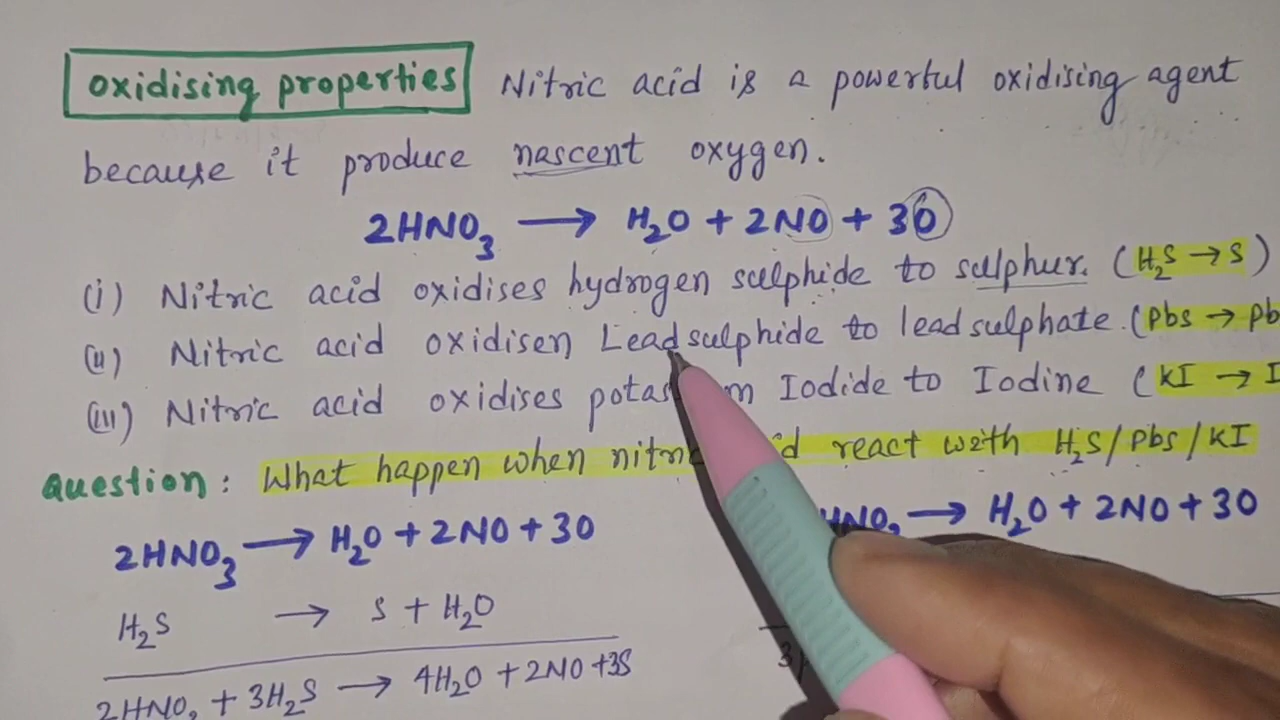 oxidising properties Nitric acid is a powerful oxidising agent
because it produce nascent oxygen.
2HNO₃ → H₂O + 2NO + 3O
(i) Nitric acid oxidises hydrogen sulphide to sulphur. (H₂S → S)
(ii) Nitric acid oxidisen Lead sulphide to lead sulphate. (Pbs → pb
(iii) Nitric acid oxidises Iodide to Iodine (KI → I
Question: What happen when react with H₂S/pbs/KI
2HNO₃ → H₂O + 2NO + 3O
HNO₃ → H₂O + 2NO + 3O
H₂S → S + H₂O
2HNO₃ + 3H₂S → 4H₂O + 2NO + 3S